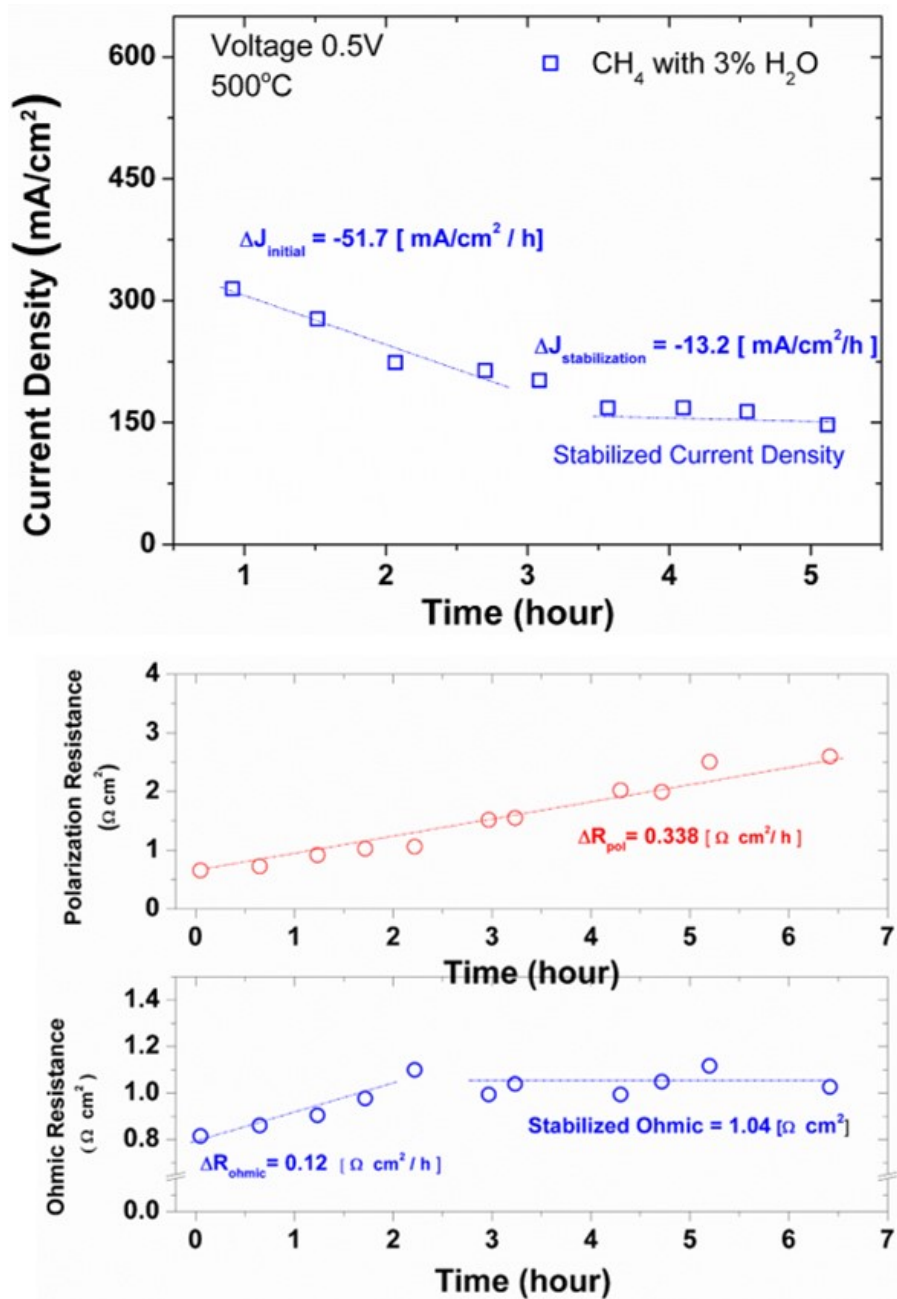 Voltage 0.5V
500°C
CH₄ with 3% H₂O
600
450
300
150
0
Current Density (mA/cm²)
ΔJinitial = -51.7 [ mA/cm² / h]
ΔJstabilization = -13.2 [ mA/cm²/h ]
Stabilized Current Density
1 2 3 4 5
Time (hour)
4
3
2
1
0
Polarization Resistance
(Ω cm²)
ΔRpol= 0.338 [ Ω cm²/ h ]
0 1 2 3 4 5 6 7
Time (hour)
1.4
1.2
1.0
0.8
0.0
Ohmic Resistance
( Ω cm²)
ΔRohmic= 0.12 [ Ω cm² / h ]
Stabilized Ohmic = 1.04 [Ω cm²]
0 1 2 3 4 5 6 7
Time (hour)